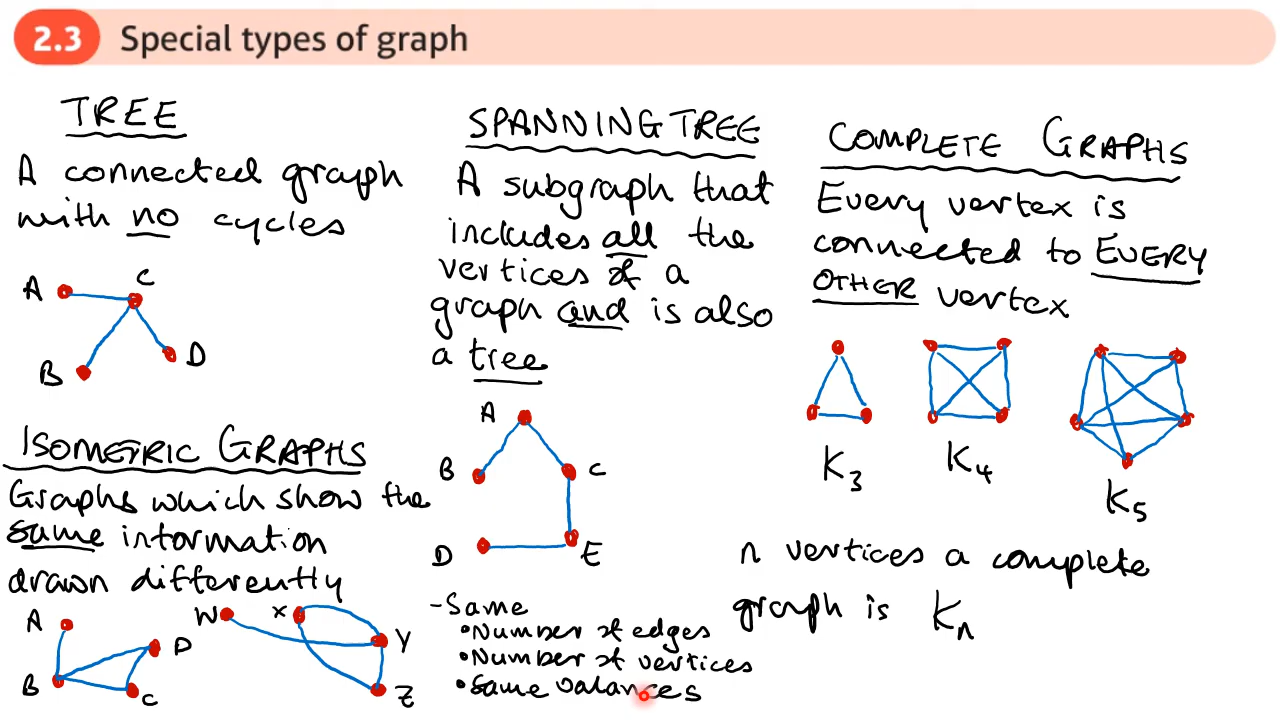 2.3 Special types of graph
TREE
A connected graph
with no cycles
A
C
B
D
ISOMETRIC GRAPHS
Graphs which show the
same information
drawn differently
A
B
C
D
W
X
Y
Z
SPANNING TREE
A subgraph that
includes all the
vertices of a
graph and is also
a tree
A
B
C
D
E
-Same
•Number of edges
•Number of vertices
•Same valances
COMPLETE GRAPHS
Every vertex is
connected to EVERY
OTHER vertex
K3
K4
K5
n vertices a complete
graph is Kn